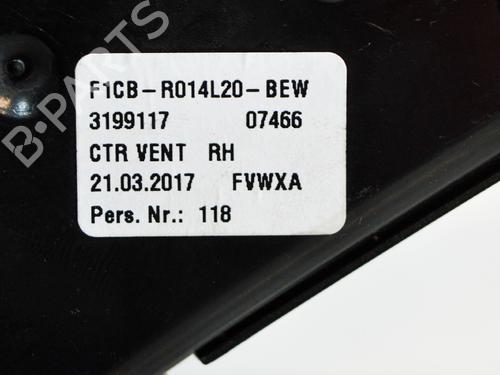 F1CB-R014L20-BEW
3199117 07466
CTR VENT RH
21.03.2017 FVWXA
Pers. Nr.: 118
B-PARTS